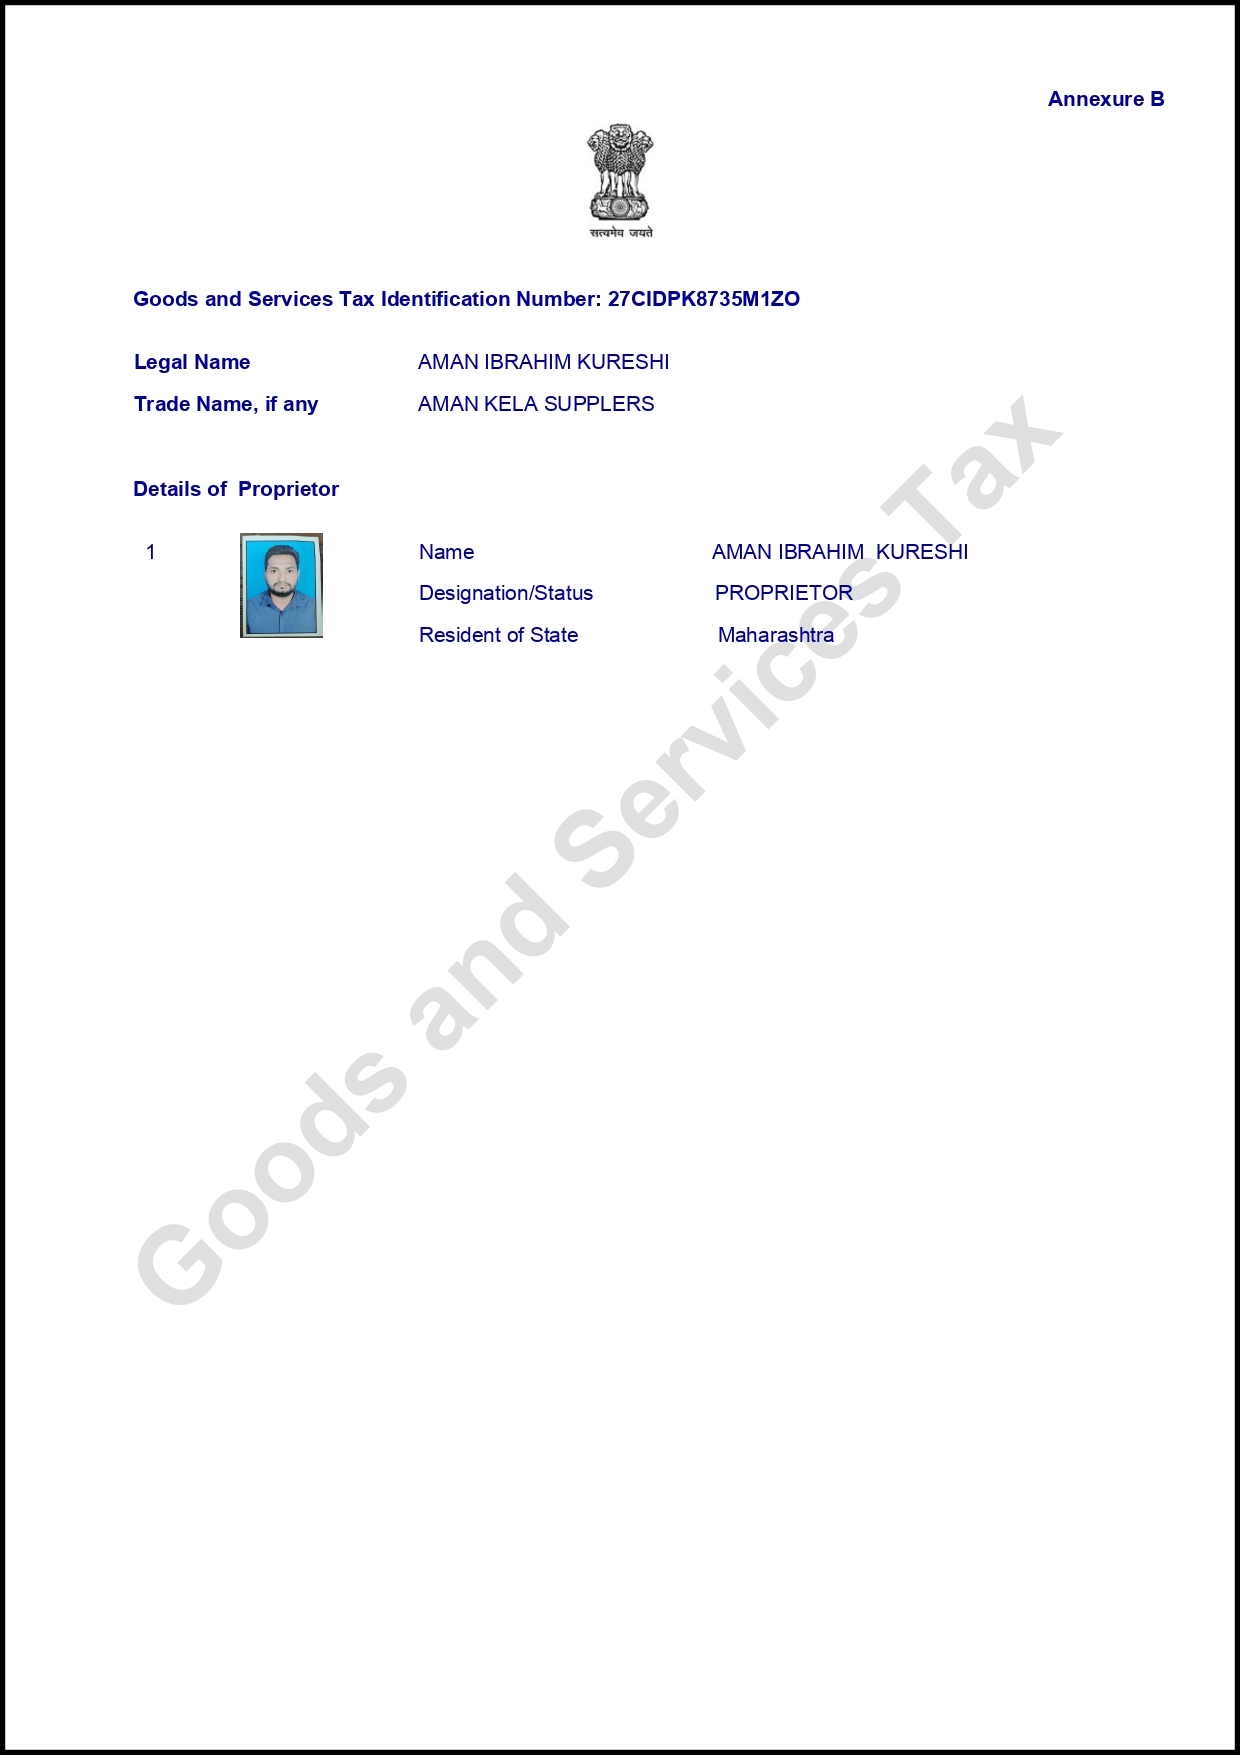 Annexure B
सत्यमेव जयते
Goods and Services Tax Identification Number: 27CIDPK8735M1ZO
Legal Name AMAN IBRAHIM KURESHI
Trade Name, if any AMAN KELA SUPPLERS
Details of Proprietor
1 Name AMAN IBRAHIM KURESHI
Designation/Status PROPRIETOR
Resident of State Maharashtra
Goods and Services Tax